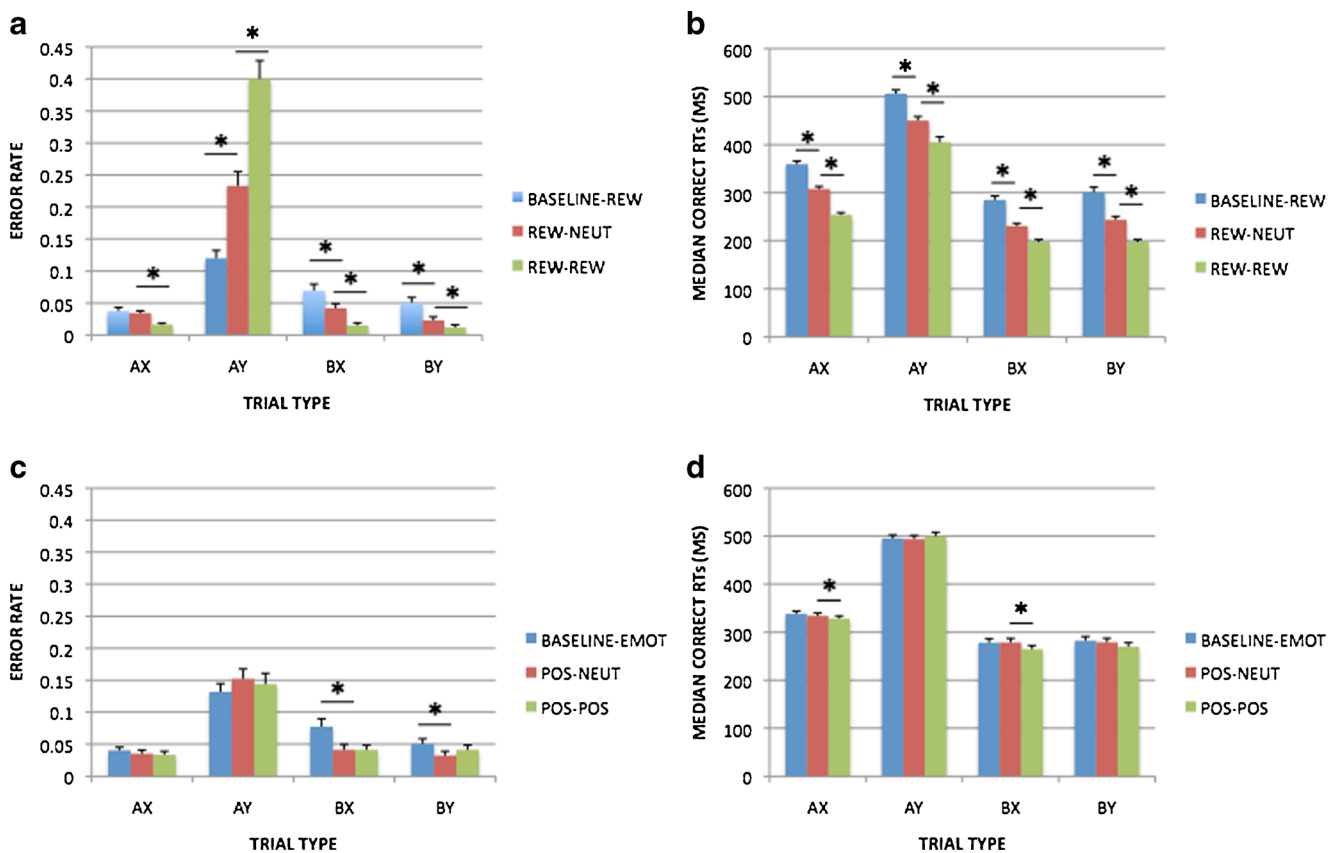 a
ERROR RATE
0.45
0.4
0.35
0.3
0.25
0.2
0.15
0.1
0.05
0
*
*
*
*
*
*
*
AX
AY
BX
BY
TRIAL TYPE
BASELINE-REW
REW-NEUT
REW-REW
b
MEDIAN CORRECT RTs (MS)
600
500
400
300
200
100
0
*
*
*
*
*
*
*
*
AX
AY
BX
BY
TRIAL TYPE
BASELINE-REW
REW-NEUT
REW-REW
c
ERROR RATE
0.45
0.4
0.35
0.3
0.25
0.2
0.15
0.1
0.05
0
*
*
AX
AY
BX
BY
TRIAL TYPE
BASELINE-EMOT
POS-NEUT
POS-POS
d
MEDIAN CORRECT RTs (MS)
600
500
400
300
200
100
0
*
*
AX
AY
BX
BY
TRIAL TYPE
BASELINE-EMOT
POS-NEUT
POS-POS